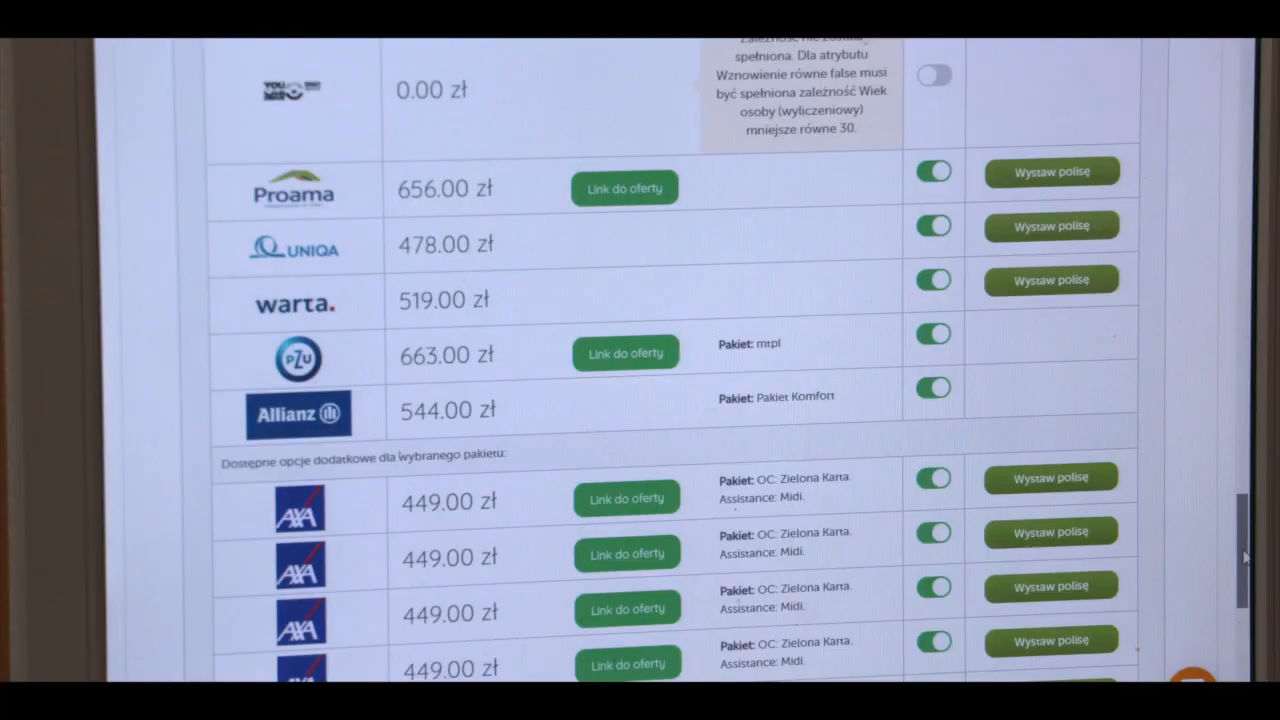 spełniona. Dla atrybutu
Wznowienie równe false musi
0.00 zł
być spełniona zależność Wiek
osoby (wyliczeniowy)
mniejsze równe 30.
Proama
656.00 zł
Link do oferty
Wystaw polisę
UNIQA
478.00 zł
Wystaw polisę
warta.
519.00 zł
Wystaw polisę
PZU
663.00 zł
Link do oferty
Pakiet: mtpl
Allianz
544.00 zł
Pakiet: Pakiet Komfort
Dostępne opcje dodatkowe dla wybranego pakietu:
AXA
449.00 zł
Link do oferty
Pakiet: OC: Zielona Karta.
Assistance: Midi.
Wystaw polisę
AXA
449.00 zł
Link do oferty
Pakiet: OC: Zielona Karta.
Assistance: Midi.
Wystaw polisę
AXA
449.00 zł
Link do oferty
Pakiet: OC: Zielona Karta.
Assistance: Midi.
Wystaw polisę
AXA
449.00 zł
Link do oferty
Pakiet: OC: Zielona Karta.
Assistance: Midi.
Wystaw polisę